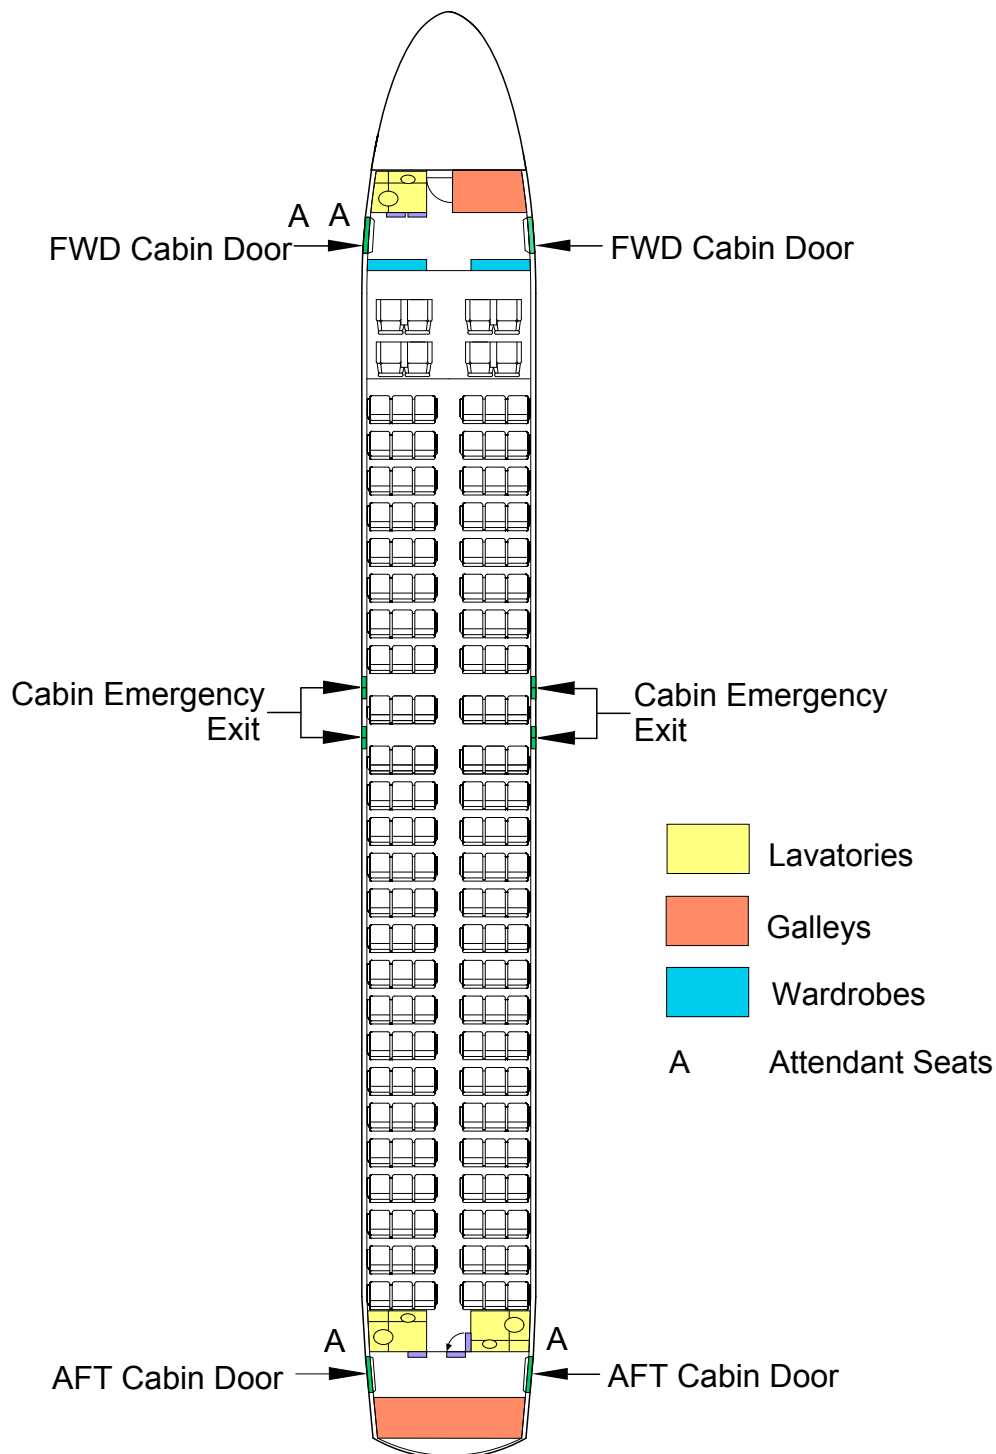 A A
FWD Cabin Door
FWD Cabin Door
Cabin Emergency
Exit
Cabin Emergency
Exit
Lavatories
Galleys
Wardrobes
A Attendant Seats
A
A
AFT Cabin Door
AFT Cabin Door